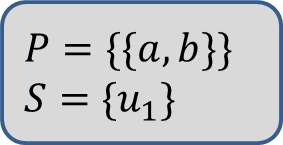 P = {{a, b}}
S = {u₁}